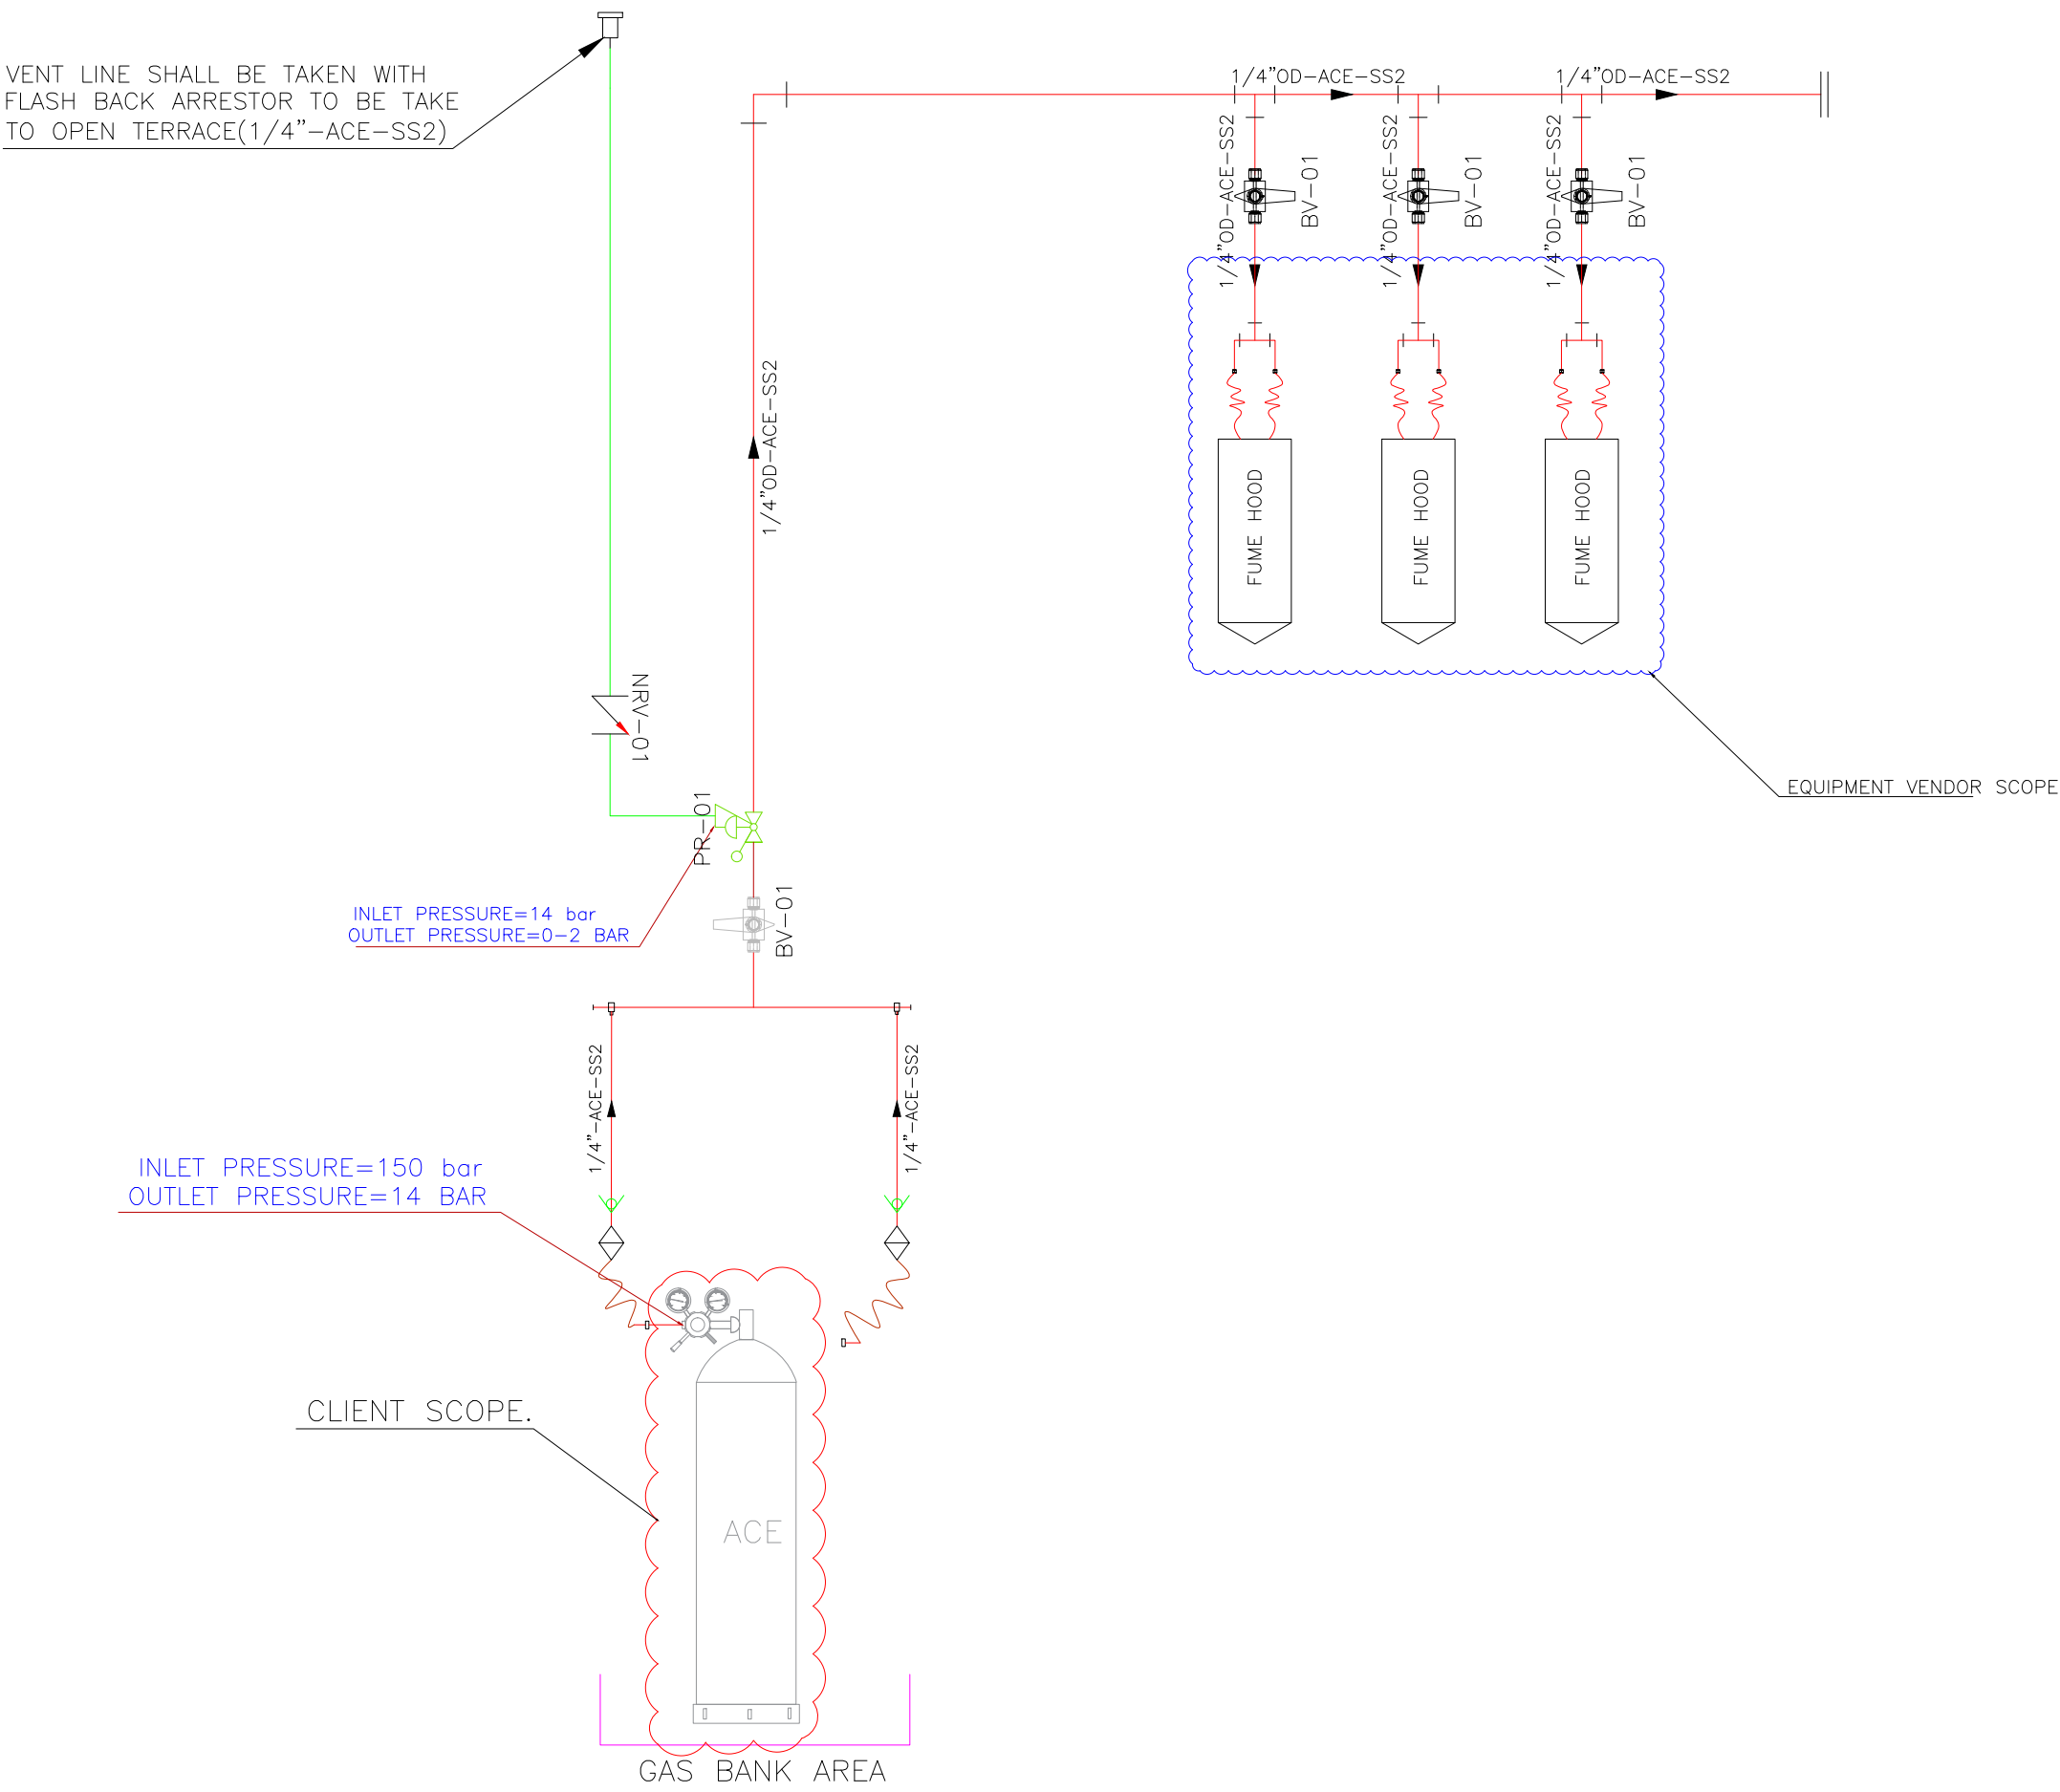 VENT LINE SHALL BE TAKEN WITH
FLASH BACK ARRESTOR TO BE TAKE
TO OPEN TERRACE(1/4"-ACE-SS2)
1/4"OD-ACE-SS2
1/4"OD-ACE-SS2
1/4"OD-ACE-SS2
BV-01
1/4"OD-ACE-SS2
BV-01
1/4"OD-ACE-SS2
BV-01
1/4"OD-ACE-SS2
FUME HOOD
FUME HOOD
FUME HOOD
NRV-01
EQUIPMENT VENDOR SCOPE
PR-01
INLET PRESSURE=14 bar
OUTLET PRESSURE=0-2 BAR
BV-01
1/4"-ACE-SS2
1/4"-ACE-SS2
INLET PRESSURE=150 bar
OUTLET PRESSURE=14 BAR
CLIENT SCOPE.
ACE
GAS BANK AREA